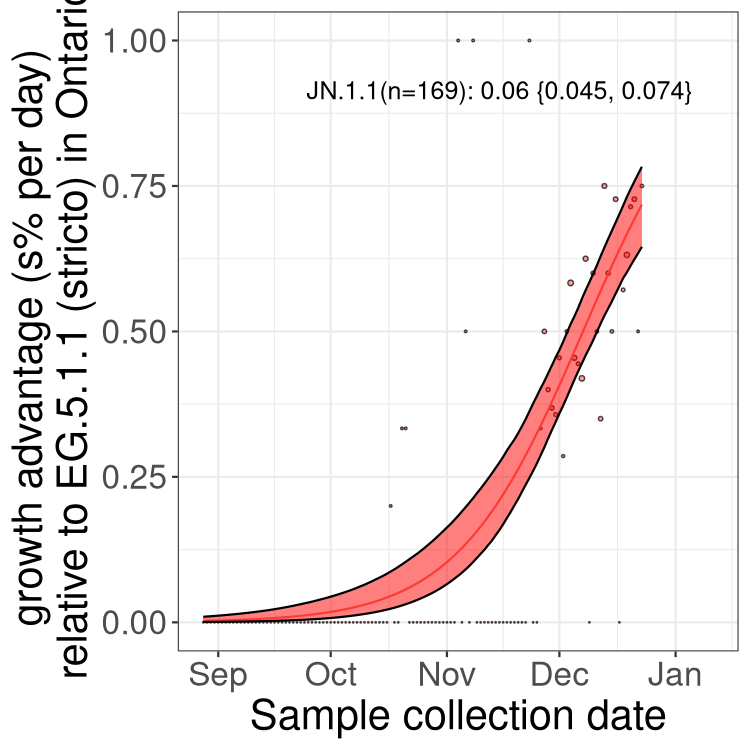 growth advantage (s% per day)
relative to EG.5.1.1 (stricto) in Ontario
1.00
0.75
0.50
0.25
0.00
JN.1.1(n=169): 0.06 {0.045, 0.074}
Sep Oct Nov Dec Jan
Sample collection date